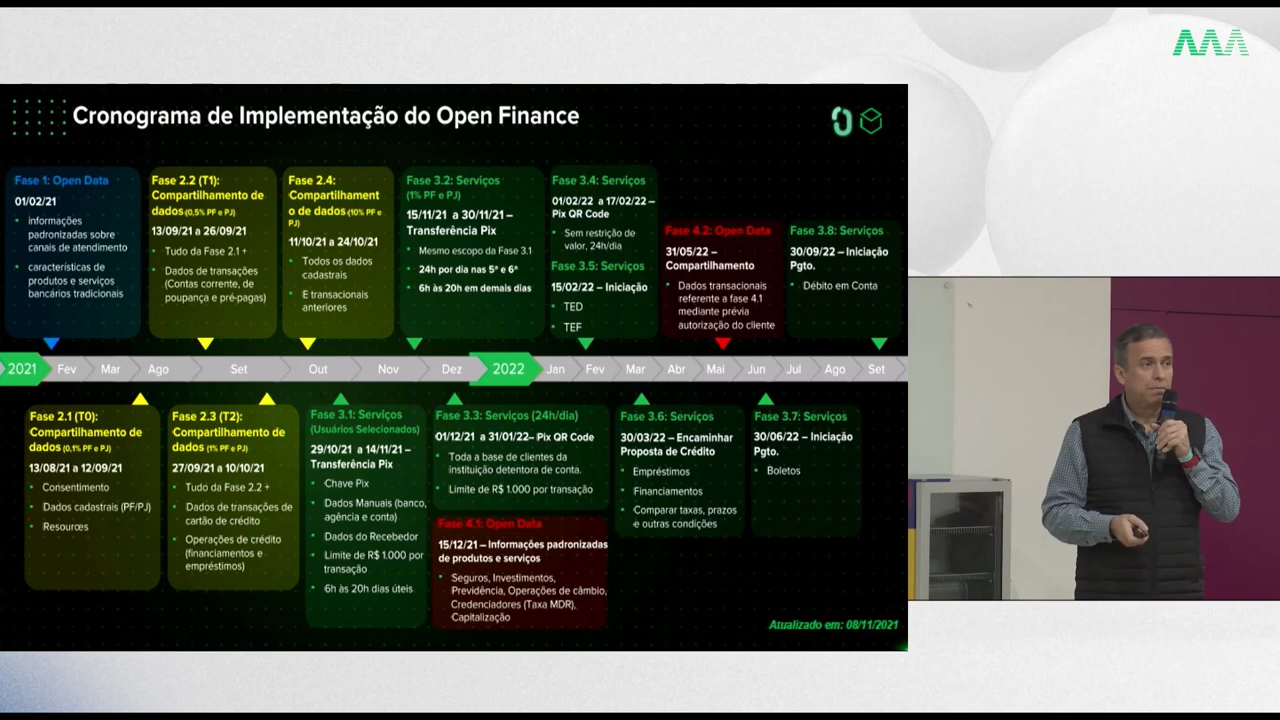 Cronograma de Implementação do Open Finance
Fase 1: Open Data
01/02/21
• informações
padronizadas sobre
canais de atendimento
• características de
produtos e serviços
bancários tradicionais
Fase 2.2 (T1):
Compartilhamento de
dados (0,5% PF e PJ)
13/09/21 a 26/09/21
• Tudo da Fase 2.1 +
• Dados de transações
(Contas corrente, de
poupança e pré-pagas)
Fase 2.4:
Compartilhament
o de dados (10% PF e
PJ)
11/10/21 a 24/10/21
• Todos os dados
cadastrais
• E transacionais
anteriores
Fase 3.2: Serviços
(1% PF e PJ)
15/11/21 a 30/11/21 –
Transferência Pix
• Mesmo escopo da Fase 3.1
• 24h por dia nas 5ª e 6ª
• 6h às 20h em demais dias
Fase 3.4: Serviços
01/02/22 a 17/02/22 –
Pix QR Code
• Sem restrição de
valor, 24h/dia
Fase 3.5: Serviços
15/02/22 – Iniciação
• TED
• TEF
Fase 4.2: Open Data
31/05/22 –
Compartilhamento
• Dados transacionais
referente a fase 4.1
mediante prévia
autorização do cliente
Fase 3.8: Serviços
30/09/22 – Iniciação
Pgto.
• Débito em Conta
2021 Fev Mar Ago Set Out Nov Dez 2022 Jan Fev Mar Abr Mai Jun Jul Ago Set
Fase 2.1 (T0):
Compartilhamento de
dados (0,1% PF e PJ)
13/08/21 a 12/09/21
• Consentimento
• Dados cadastrais (PF/PJ)
• Resources
Fase 2.3 (T2):
Compartilhamento de
dados (1% PF e PJ)
27/09/21 a 10/10/21
• Tudo da Fase 2.2 +
• Dados de transações de
cartão de crédito
• Operações de crédito
(financiamentos e
empréstimos)
Fase 3.1: Serviços
(Usuários Selecionados)
29/10/21 a 14/11/21 –
Transferência Pix
• Chave Pix
• Dados Manuais (banco,
agência e conta)
• Dados do Recebedor
• Limite de R$ 1.000 por
transação
• 6h às 20h dias úteis
Fase 3.3: Serviços (24h/dia)
01/12/21 a 31/01/22– Pix QR Code
• Toda a base de clientes da
instituição detentora de conta.
• Limite de R$ 1.000 por transação
Fase 4.1: Open Data
15/12/21 – Informações padronizadas
de produtos e serviços
• Seguros, Investimentos,
Previdência, Operações de câmbio,
Credenciadores (Taxa MDR),
Capitalização
Fase 3.6: Serviços
30/03/22 – Encaminhar
Proposta de Crédito
• Empréstimos
• Financiamentos
• Comparar taxas, prazos
e outras condições
Fase 3.7: Serviços
30/06/22 – Iniciação
Pgto.
• Boletos
Atualizado em: 08/11/2021